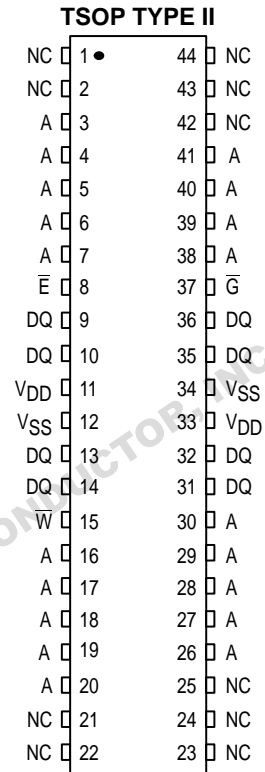 TSOP TYPE II
NC 1 44 NC
NC 2 43 NC
A 3 42 NC
A 4 41 A
A 5 40 A
A 6 39 A
A 7 38 A
E̅ 8 37 G̅
DQ 9 36 DQ
DQ 10 35 DQ
VDD 11 34 VSS
VSS 12 33 VDD
DQ 13 32 DQ
DQ 14 31 DQ
W̅ 15 30 A
A 16 29 A
A 17 28 A
A 18 27 A
A 19 26 A
A 20 25 NC
NC 21 24 NC
NC 22 23 NC
ONDUCTOR, INC